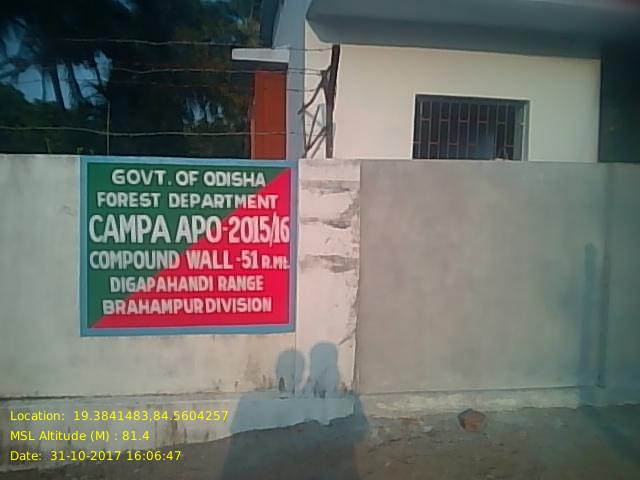 GOVT. OF ODISHA
FOREST DEPARTMENT
CAMPA APO-2015/16
COMPOUND WALL -51 R.Mt.
DIGAPAHANDI RANGE
BRAHAMPUR DIVISION
Location: 19.3841483,84.5604257
MSL Altitude (M) : 81.4
Date: 31-10-2017 16:06:47